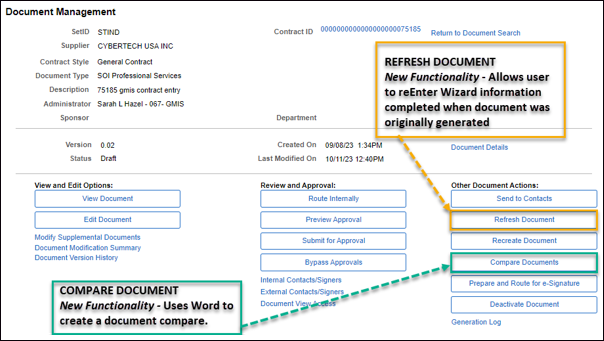 Document Management
SetID STIND
Contract ID 0000000000000000000075185 Return to Document Search
Supplier CYBERTECH USA INC
Contract Style General Contract
Document Type SOI Professional Services
Description 75185 gmis contract entry
Administrator Sarah L Hazel - 067- GMIS
Sponsor
Department
REFRESH DOCUMENT
New Functionality - Allows user
to reEnter Wizard information
completed when document was
originally generated
Version 0.02
Created On 09/08/23 1:34PM
Document Details
Status Draft
Last Modified On 10/11/23 12:40PM
View and Edit Options:
View Document
Edit Document
Modify Supplemental Documents
Document Modification Summary
Document Version History
Review and Approval:
Route Internally
Preview Approval
Submit for Approval
Bypass Approvals
Internal Contacts/Signers
External Contacts/Signers
Document View Access
Other Document Actions:
Send to Contacts
Refresh Document
Recreate Document
Compare Documents
Prepare and Route for e-Signature
Deactivate Document
Generation Log
COMPARE DOCUMENT
New Functionality - Uses Word to
create a document compare.